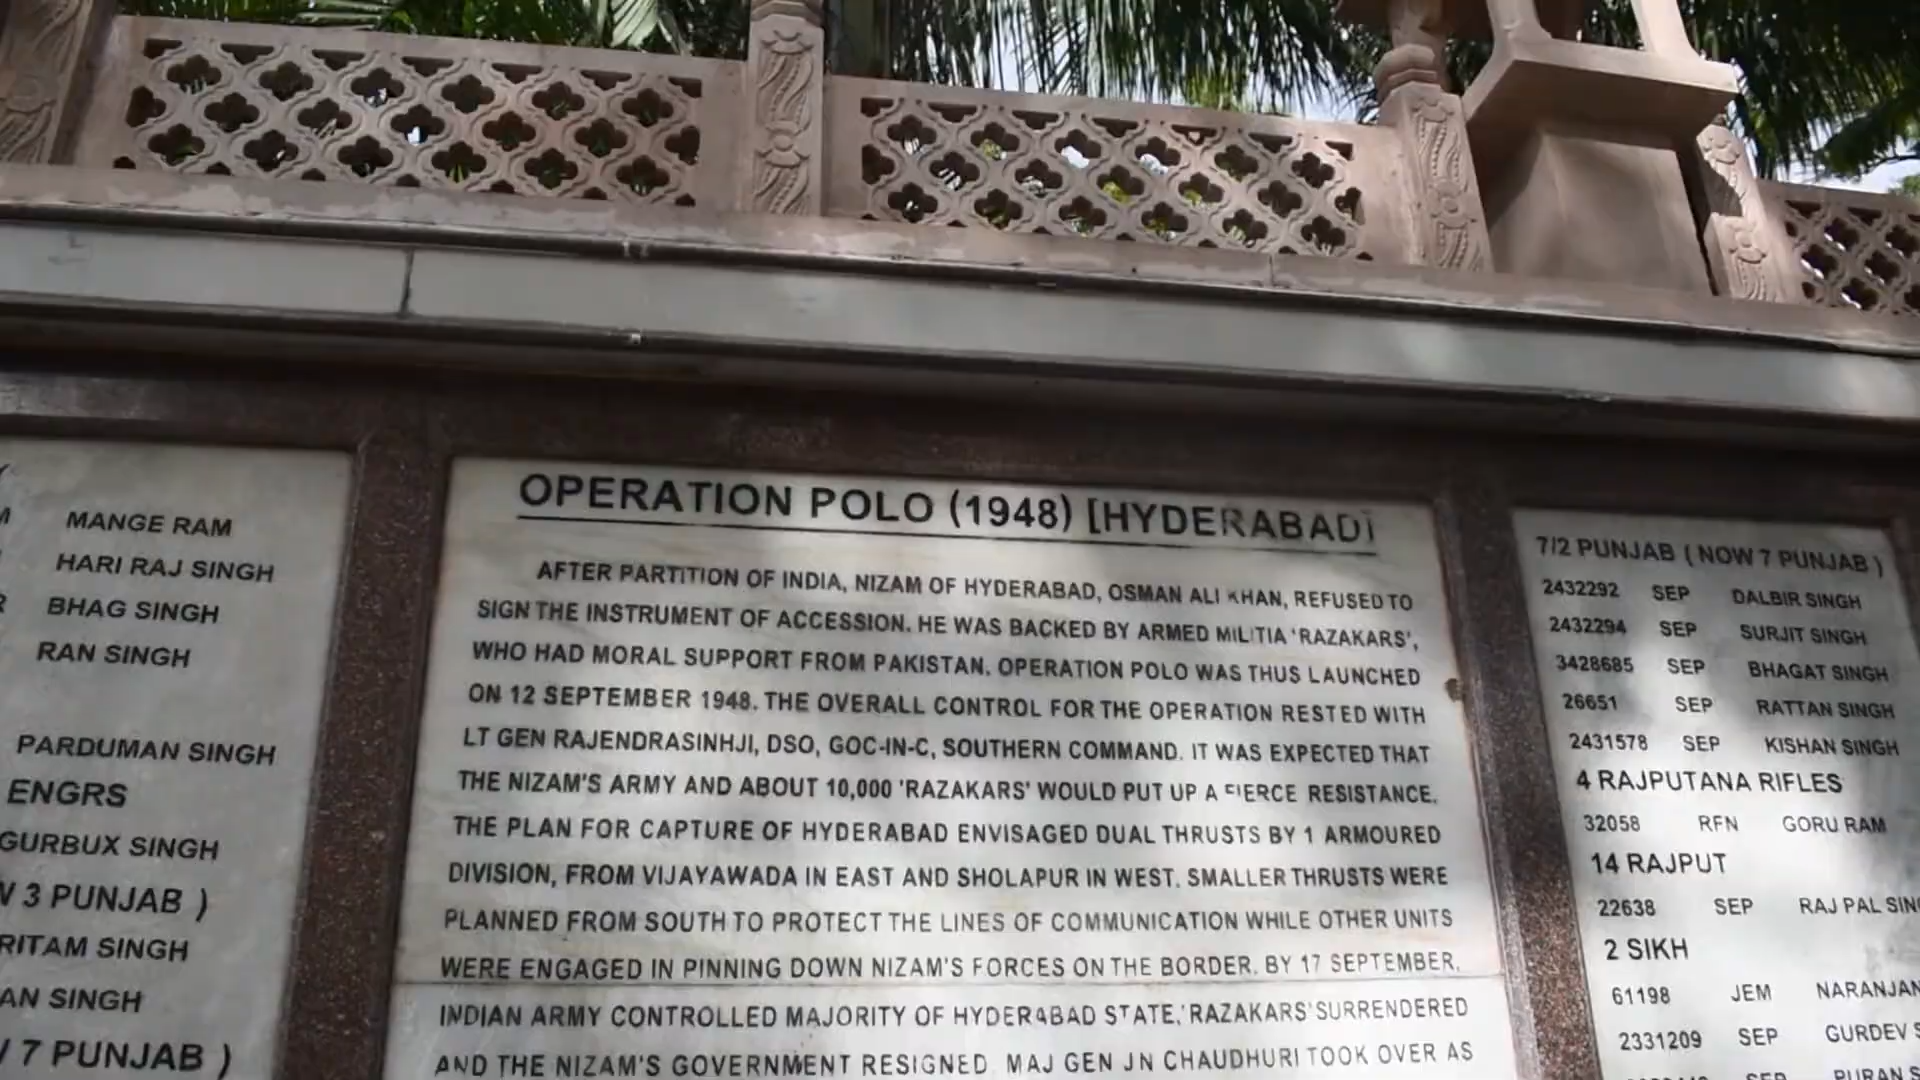 MANGE RAM
HARI RAJ SINGH
BHAG SINGH
RAN SINGH
PARDUMAN SINGH
ENGRS
GURBUX SINGH
3 PUNJAB )
RITAM SINGH
AN SINGH
7 PUNJAB )
OPERATION POLO (1948) [HYDERABAD]
AFTER PARTITION OF INDIA, NIZAM OF HYDERABAD, OSMAN ALI KHAN, REFUSED TO
SIGN THE INSTRUMENT OF ACCESSION. HE WAS BACKED BY ARMED MILITIA 'RAZAKARS',
WHO HAD MORAL SUPPORT FROM PAKISTAN. OPERATION POLO WAS THUS LAUNCHED
ON 12 SEPTEMBER 1948. THE OVERALL CONTROL FOR THE OPERATION RESTED WITH
LT GEN RAJENDRASINHJI, DSO, GOC-IN-C, SOUTHERN COMMAND. IT WAS EXPECTED THAT
THE NIZAM'S ARMY AND ABOUT 10,000 'RAZAKARS' WOULD PUT UP A FIERCE RESISTANCE.
THE PLAN FOR CAPTURE OF HYDERABAD ENVISAGED DUAL THRUSTS BY 1 ARMOURED
DIVISION, FROM VIJAYAWADA IN EAST AND SHOLAPUR IN WEST. SMALLER THRUSTS WERE
PLANNED FROM SOUTH TO PROTECT THE LINES OF COMMUNICATION WHILE OTHER UNITS
WERE ENGAGED IN PINNING DOWN NIZAM'S FORCES ON THE BORDER. BY 17 SEPTEMBER,
INDIAN ARMY CONTROLLED MAJORITY OF HYDERABAD STATE, 'RAZAKARS' SURRENDERED
AND THE NIZAM'S GOVERNMENT RESIGNED. MAJ GEN JN CHAUDHURI TOOK OVER AS
7/2 PUNJAB ( NOW 7 PUNJAB )
2432292 SEP DALBIR SINGH
2432294 SEP SURJIT SINGH
3428685 SEP BHAGAT SINGH
26651 SEP RATTAN SINGH
2431578 SEP KISHAN SINGH
4 RAJPUTANA RIFLES
32058 RFN GORU RAM
14 RAJPUT
22638 SEP RAJ PAL SIN
2 SIKH
61198 JEM NARANJAN
2331209 SEP GURDEV S
SEP PURAN S